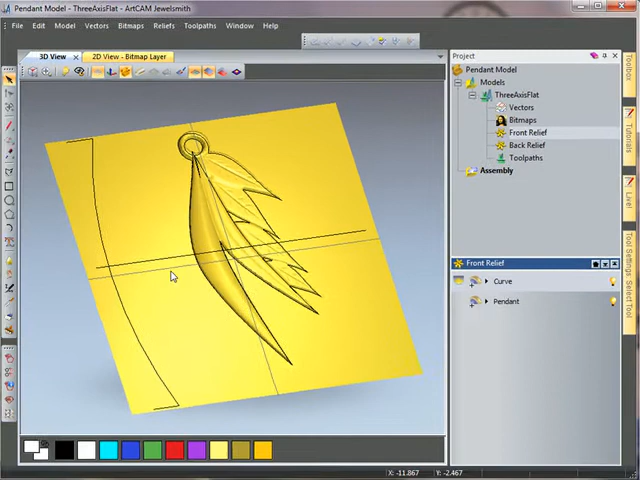 Pendant Model - ThreeAxisFlat - ArtCAM Jewelsmith
File Edit Model Vectors Bitmaps Reliefs Toolpaths Window Help
3D View 2D View - Bitmap Layer
Project
Pendant Model
Models
ThreeAxisFlat
Vectors
Bitmaps
Front Relief
Back Relief
Toolpaths
Assembly
Front Relief
Curve
Pendant
Toolbox
Tutorials
Live!
Tool Settings: Select Tool
X: -11.867 Y: -2.467